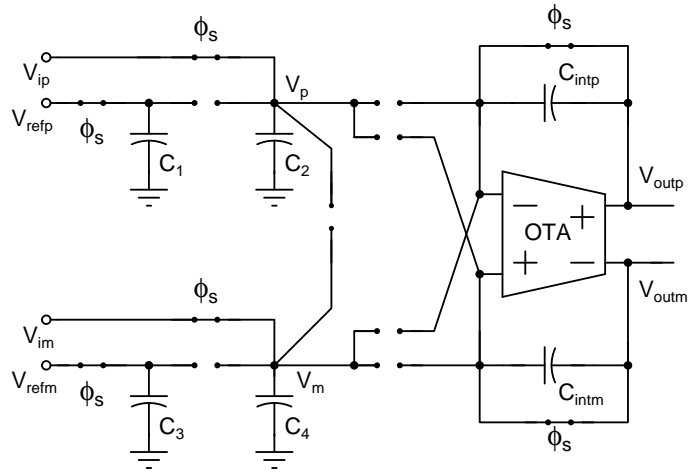 ϕs
ϕs
Vip
Vp
Cintp
Vrefp
ϕs
C1
C2
Voutp
− +
OTA
+ −
ϕs
Voutm
Vim
Vrefm
Vm
ϕs
Cintm
C3
C4
ϕs